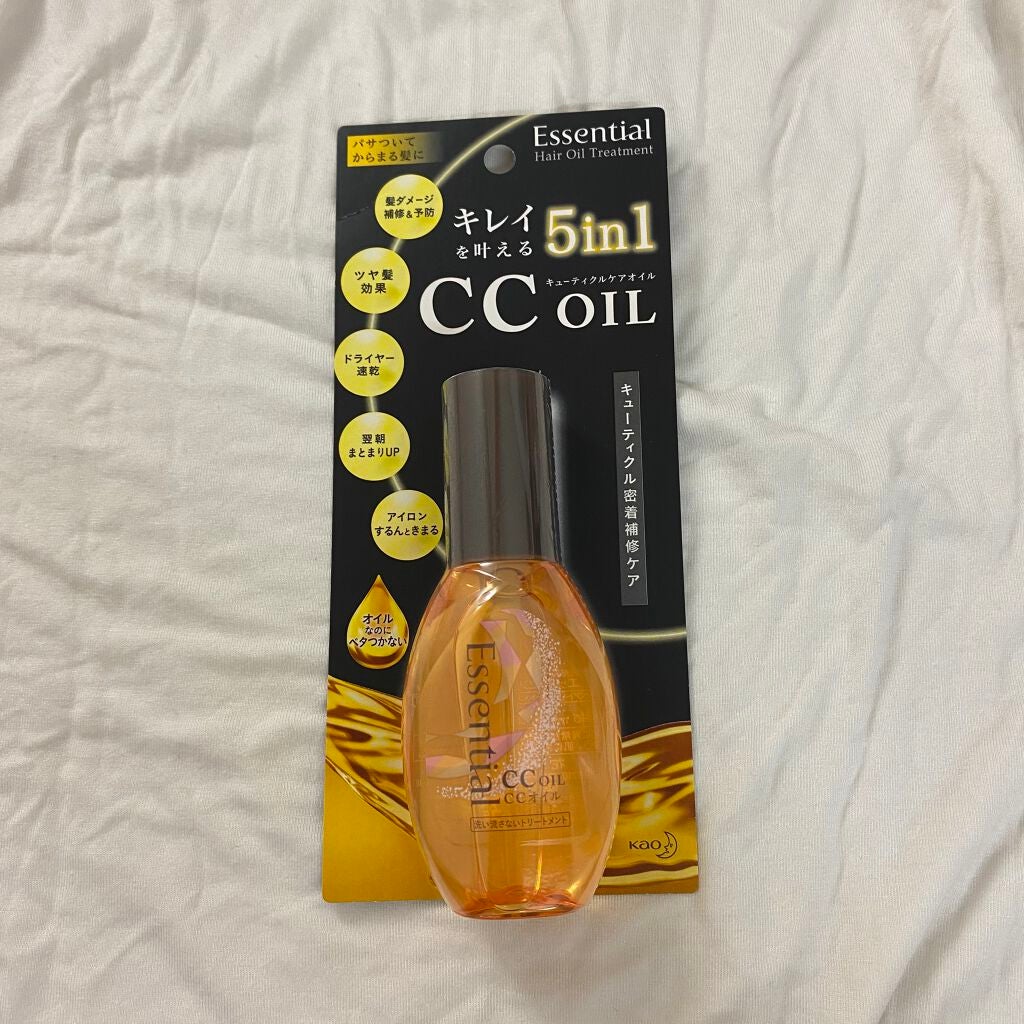 パサついて
からまる髪に
Essential
Hair Oil Treatment
髪ダメージ
補修&予防
キレイ
を叶える
5in1
キューティクルケアオイル
CC OIL
ツヤ髪
効果
ドライヤー
速乾
翌朝
まとまりUP
アイロン
するんときまる
キューティクル密着補修ケア
オイル
なのに
ベタつかない
Essential
CC OIL
CCオイル
洗い流さないトリートメント
Kao